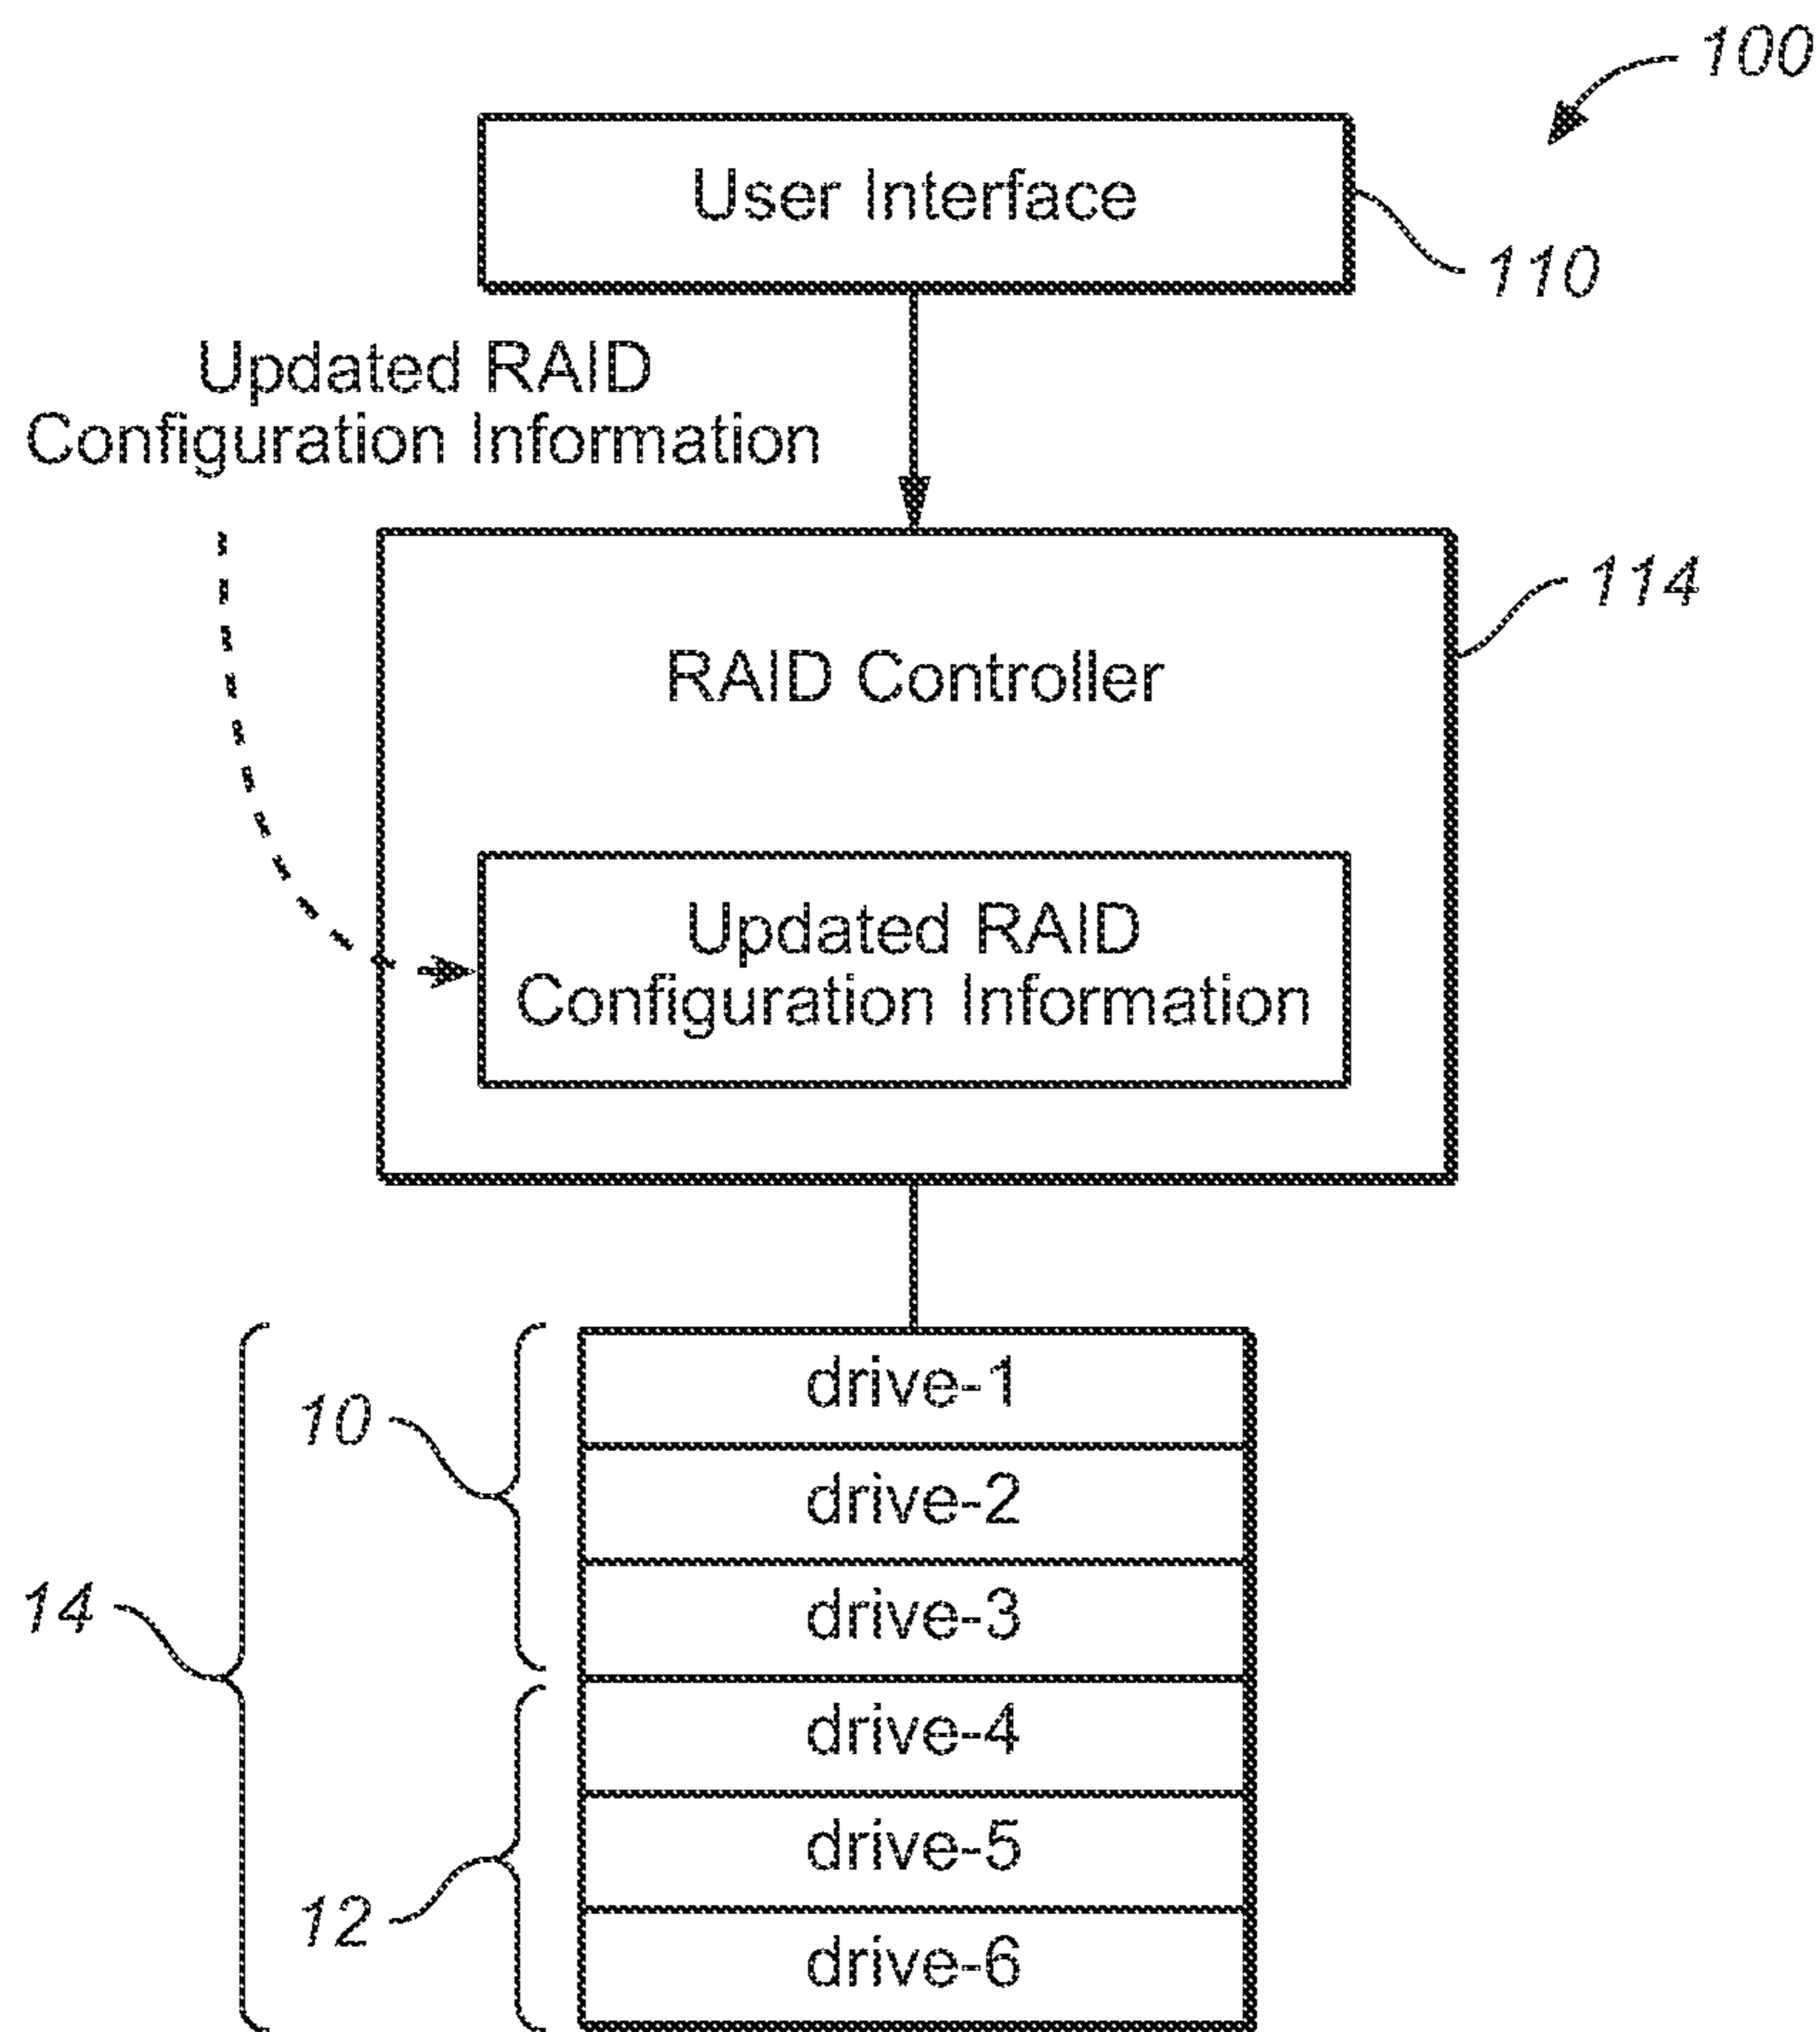 100
User Interface
110
Updated RAID
Configuration Information
114
RAID Controller
Updated RAID
Configuration Information
drive-1
10
drive-2
14
drive-3
drive-4
drive-5
12
drive-6